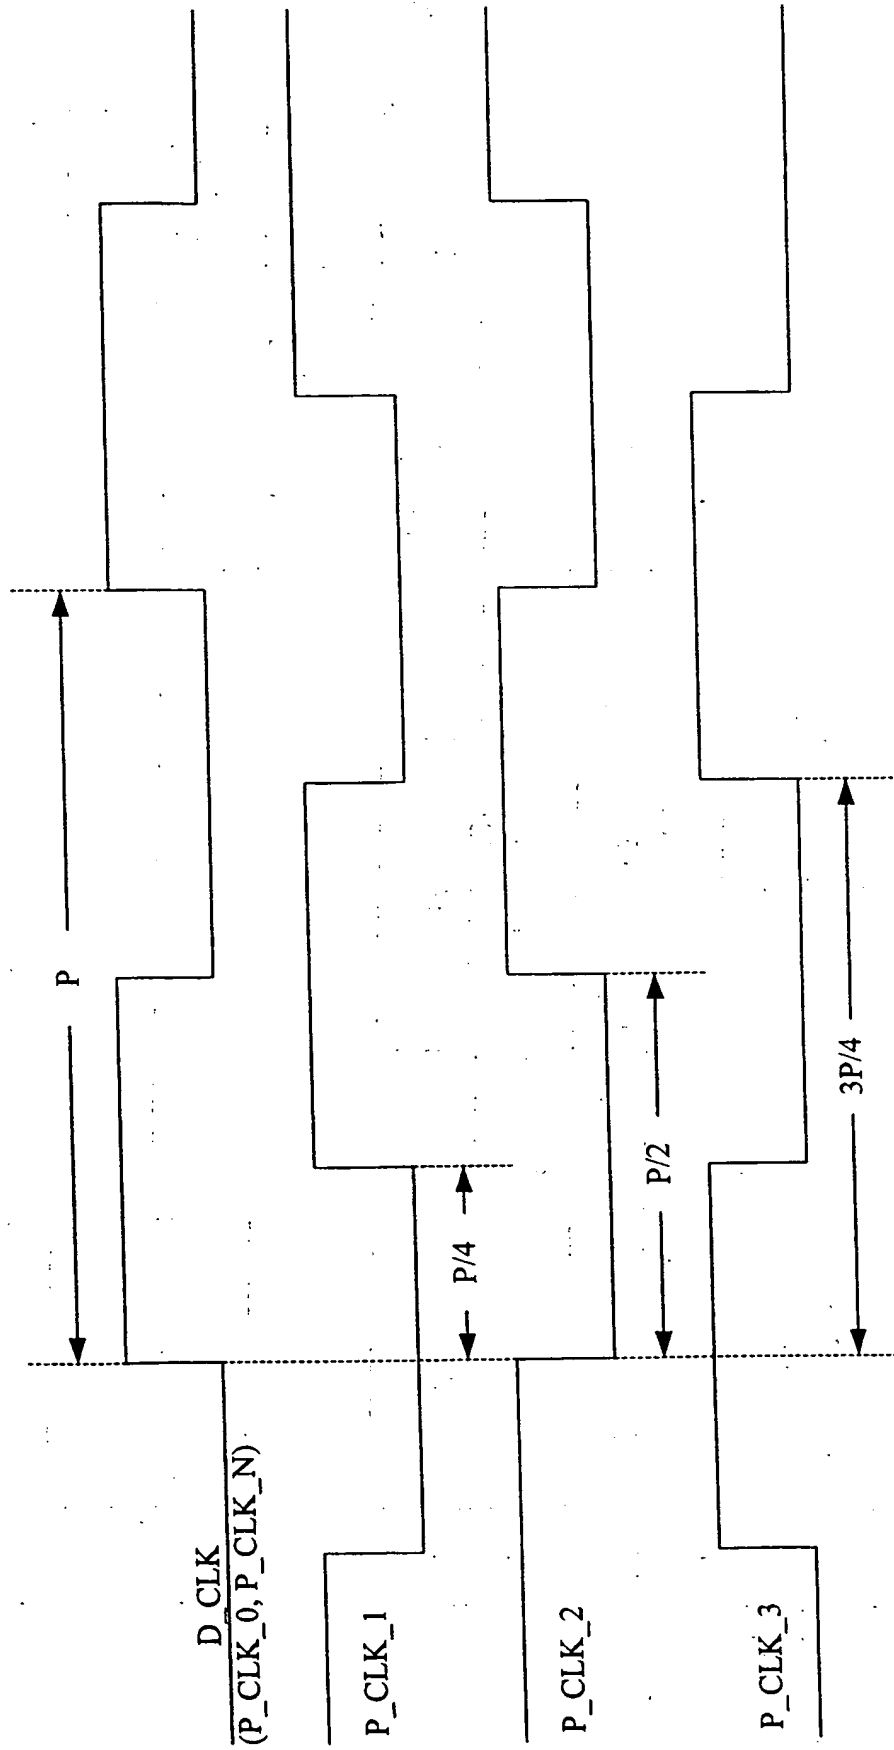 D_CLK
(P_CLK_0, P_CLK_N)
P
P_CLK_1
P/4
P_CLK_2
P/2
P_CLK_3
3P/4